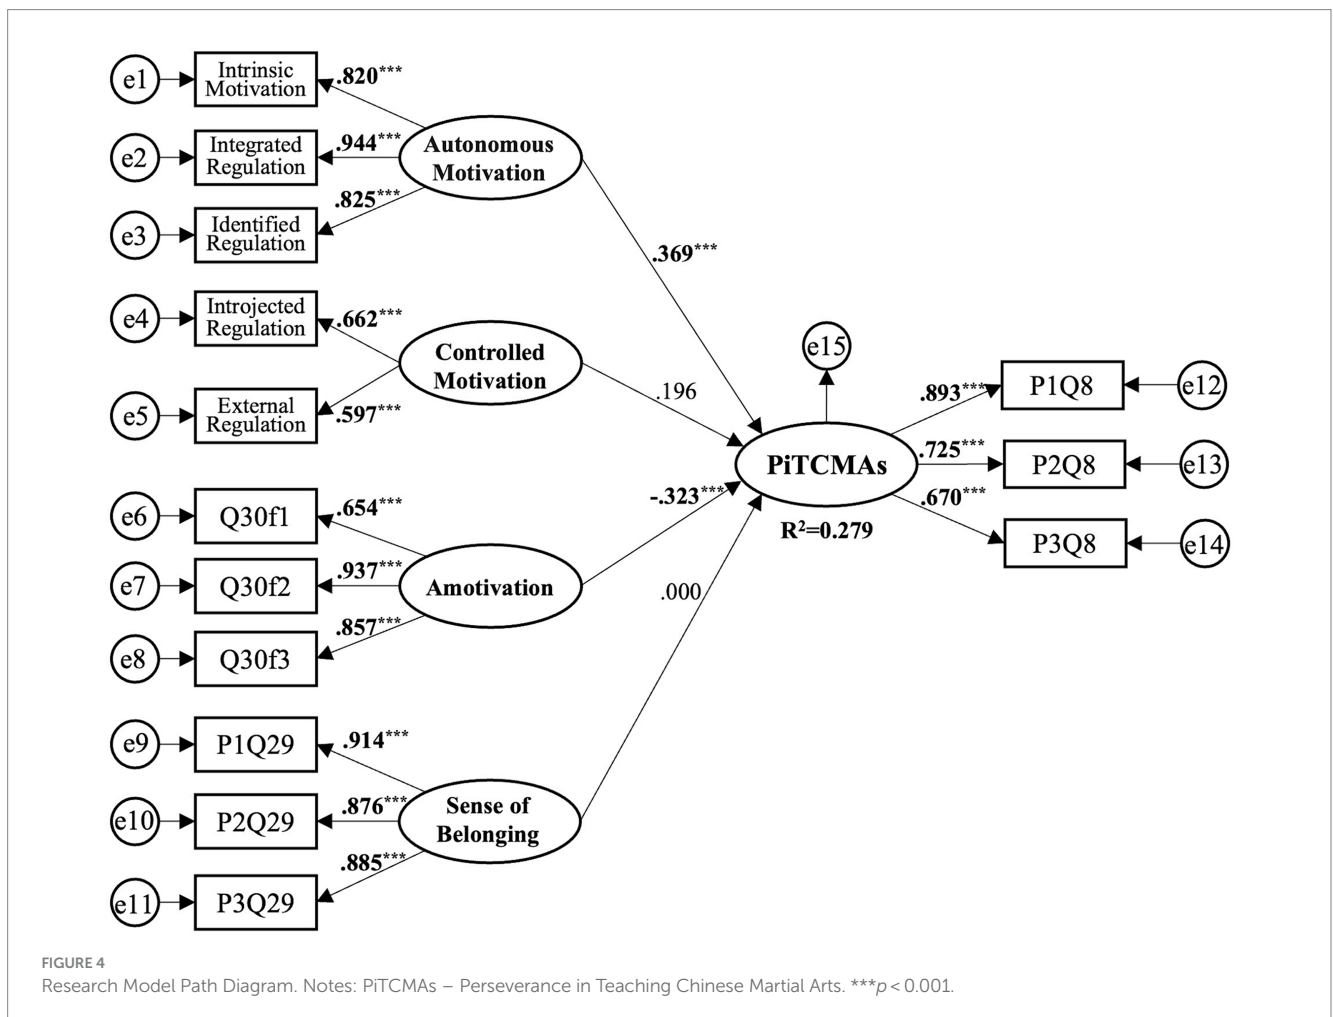 e1
Intrinsic
Motivation
.820***
e2
Integrated
Regulation
.944***
Autonomous
Motivation
e3
Identified
Regulation
.825***
.369***
e4
Introjected
Regulation
.662***
Controlled
Motivation
e5
External
Regulation
.597***
.196
e15
PiTCMAs
R²=0.279
.893***
P1Q8
e12
.725***
P2Q8
e13
.670***
P3Q8
e14
e6
Q30f1
.654***
e7
Q30f2
.937***
Amotivation
e8
Q30f3
.857***
-.323***
.000
e9
P1Q29
.914***
e10
P2Q29
.876***
Sense of
Belonging
e11
P3Q29
.885***
FIGURE 4
Research Model Path Diagram. Notes: PiTCMAs – Perseverance in Teaching Chinese Martial Arts. ***p < 0.001.